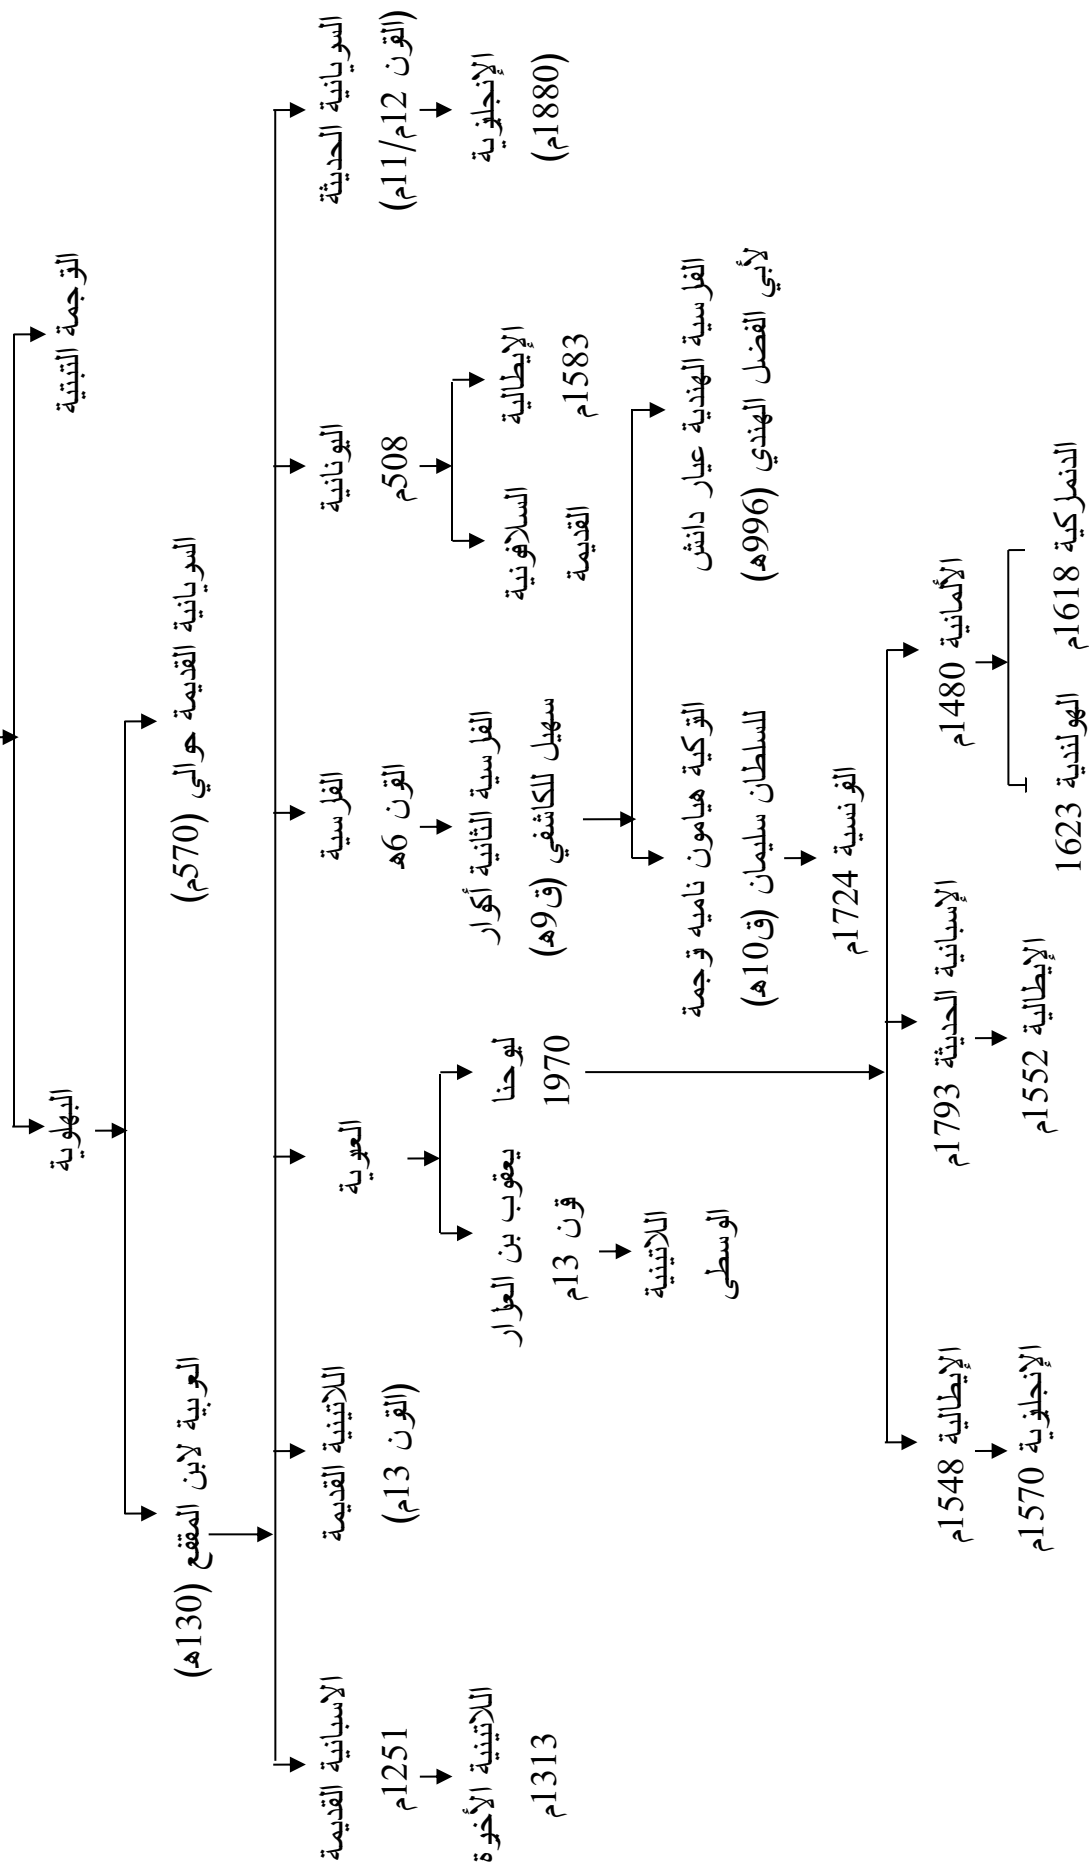 الترجمة التبتية
البهلوية
السريانية القديمة حوالي (570م)
العربية لابن المقفع (130هـ)
السريانية الحديثة
(القرن 12م/11م)
الإنجليزية
(1880م)
اليونانية
508م
الإيطالية
1583م
السلافونية
القديمة
الفارسية
القرن 6هـ
الفارسية الثانية أكوار
سهيل للكاشفي (ق9هـ)
الفارسية الهندية عيار دانش
لأبي الفضل الهندي (996هـ)
التركية هيامون ناميه ترجمة
للسلطان سليمان (ق10هـ)
الفرنسية 1724م
العبرية
ليوحنا
1970
يعقوب بن العازار
قرن 13م
اللاتينية
الوسطى
اللاتينية القديمة
(القرن 13م)
الاسبانية القديمة
1251م
اللاتينية الأخيرة
1313م
الألمانية 1480م
الدنماركية 1618م
الهولندية 1623
الإسبانية الحديثة 1793م
الإيطالية 1552م
الإيطالية 1548م
الإنجليزية 1570م